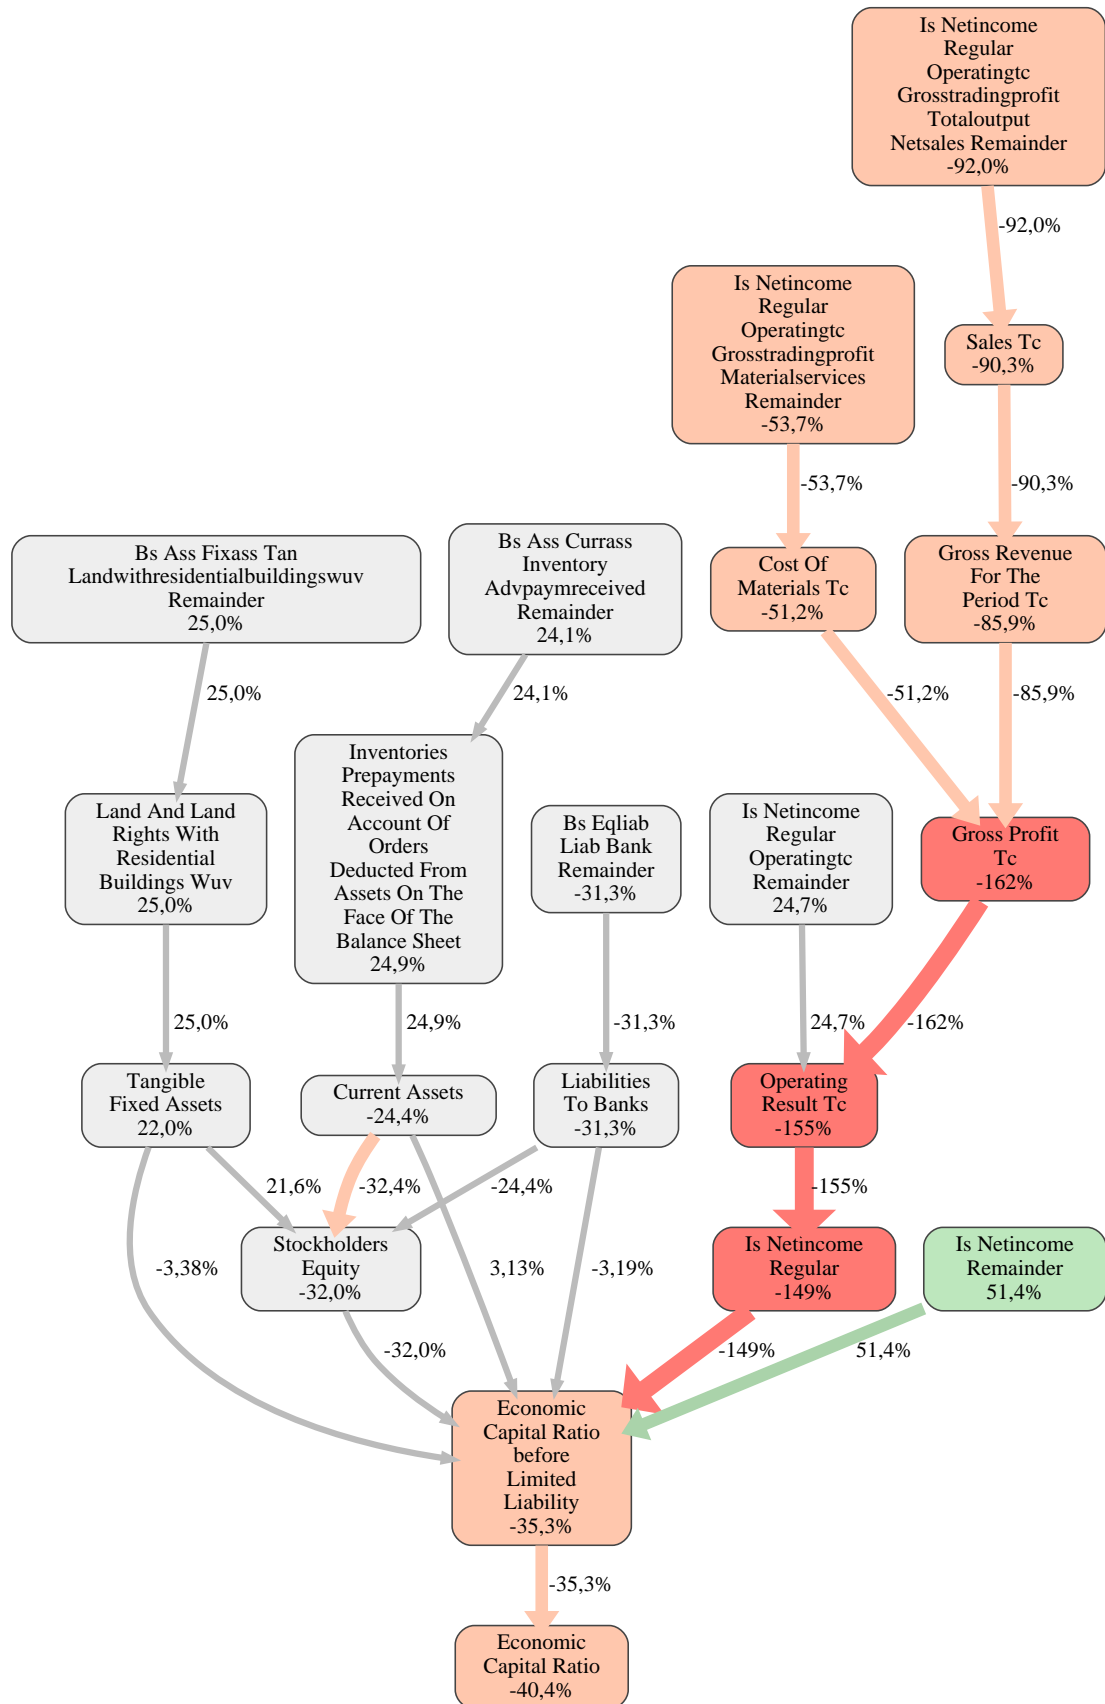 Is Netincome
Regular
Operatingtc
Grosstradingprofit
Totaloutput
Netsales Remainder
-92,0%
-92,0%
Is Netincome
Regular
Operatingtc
Grosstradingprofit
Materialservices
Remainder
-53,7%
Sales Tc
-90,3%
-53,7%
-90,3%
Bs Ass Fixass Tan
Landwithresidentialbuildingswuv
Remainder
25,0%
Bs Ass Currass
Inventory
Advpaymreceived
Remainder
24,1%
Cost Of
Materials Tc
-51,2%
Gross Revenue
For The
Period Tc
-85,9%
25,0%
24,1%
-51,2%
-85,9%
Land And Land
Rights With
Residential
Buildings Wuv
25,0%
Inventories
Prepayments
Received On
Account Of
Orders
Deducted From
Assets On The
Face Of The
Balance Sheet
24,9%
Bs Eqliab
Liab Bank
Remainder
-31,3%
Is Netincome
Regular
Operatingtc
Remainder
24,7%
Gross Profit
Tc
-162%
25,0%
24,9%
-31,3%
24,7%
-162%
Tangible
Fixed Assets
22,0%
Current Assets
-24,4%
Liabilities
To Banks
-31,3%
Operating
Result Tc
-155%
21,6%
-32,4%
-24,4%
-155%
Stockholders
Equity
-32,0%
Is Netincome
Regular
-149%
Is Netincome
Remainder
51,4%
-3,38%
3,13%
-3,19%
-32,0%
-149%
51,4%
Economic
Capital Ratio
before
Limited
Liability
-35,3%
-35,3%
Economic
Capital Ratio
-40,4%